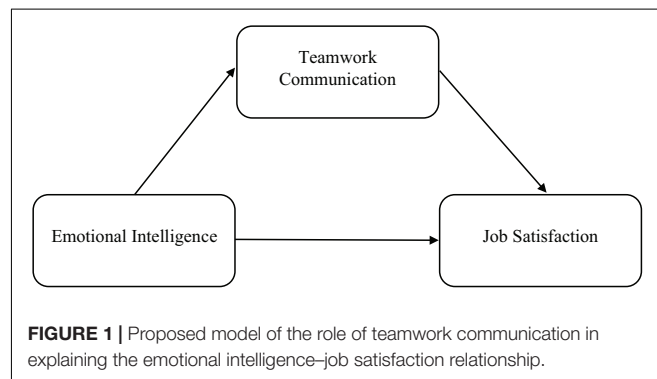 Teamwork
Communication
Emotional Intelligence
Job Satisfaction
FIGURE 1 | Proposed model of the role of teamwork communication in
explaining the emotional intelligence–job satisfaction relationship.